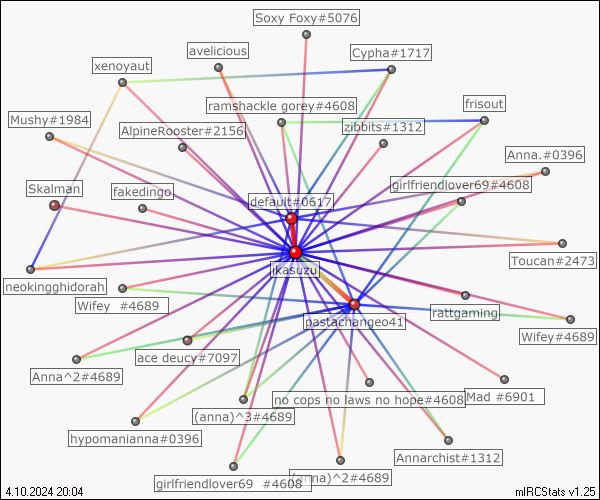 Soxy Foxy#5076
avelicious
Cypha#1717
xenoyaut
ramshackle gorey#4608
frisout
Mushy#1984
AlpineRooster#2156
zibbits#1312
Anna.#0396
Skalman
fakedingo
girlfriendlover69#4608
default#0617
Toucan#2473
ikasuzu
neokingghidorah
Wifey  #4689
pastachangeo41
rattgaming
Wifey#4689
ace deucy#7097
Anna^2#4689
no cops no laws no hope#4608
Mad #6901
(anna)^3#4689
hypomanianna#0396
Annarchist#1312
(anna)^2#4689
girlfriendlover69  #4608
4.10.2024 20:04
mIRCStats v1.25